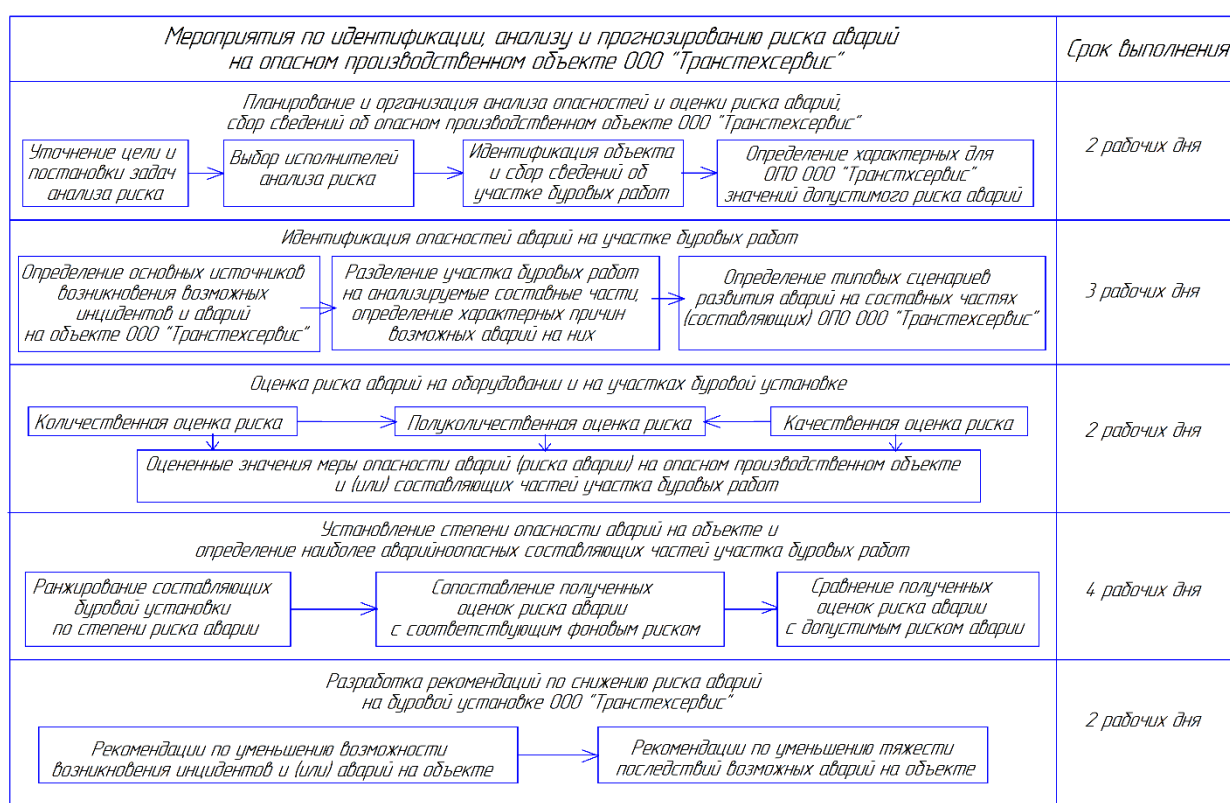 Мероприятия по идентификации, анализу и прогнозированию риска аварий
на опасном производственном объекте ООО "Транстехсервис"
Срок выполнения
Планирование и организация анализа опасностей и оценки риска аварий,
сбор сведений об опасном производственном объекте ООО "Транстехсервис"
Уточнение цели и
постановки задач
анализа риска
Выбор исполнителей
анализа риска
Идентификация объекта
и сбор сведений об
участке буровых работ
Определение характерных для
ОПО ООО "Транстхсервис"
значений допустимого риска аварий
2 рабочих дня
Идентификация опасностей аварий на участке буровых работ
Определение основных источников
возникновения возможных
инцидентов и аварий
на объекте ООО "Транстехсервис"
Разделение участка буровых работ
на анализируемые составные части,
определение характерных причин
возможных аварий на них
Определение типовых сценариев
развития аварий на составных частях
(составляющих) ОПО ООО "Транстехсервис"
3 рабочих дня
Оценка риска аварий на оборудовании и на участках буровой установке
Количественная оценка риска
Полуколичественная оценка риска
Качественная оценка риска
Оцененные значения меры опасности аварий (риска аварии) на опасном производственном объекте
и (или) составляющих частей участка буровых работ
2 рабочих дня
Установление степени опасности аварий на объекте и
определение наиболее аварийноопасных составляющих частей участка буровых работ
Ранжирование составляющих
буровой установки
по степени риска аварии
Сопоставление полученных
оценок риска аварии
с соответствующим фоновым риском
Сравнение полученных
оценок риска аварии
с допустимым риском аварии
4 рабочих дня
Разработка рекомендаций по снижению риска аварий
на буровой установке ООО "Транстехсервис"
Рекомендации по уменьшению возможности
возникновения инцидентов и (или) аварий на объекте
Рекомендации по уменьшению тяжести
последствий возможных аварий на объекте
2 рабочих дня